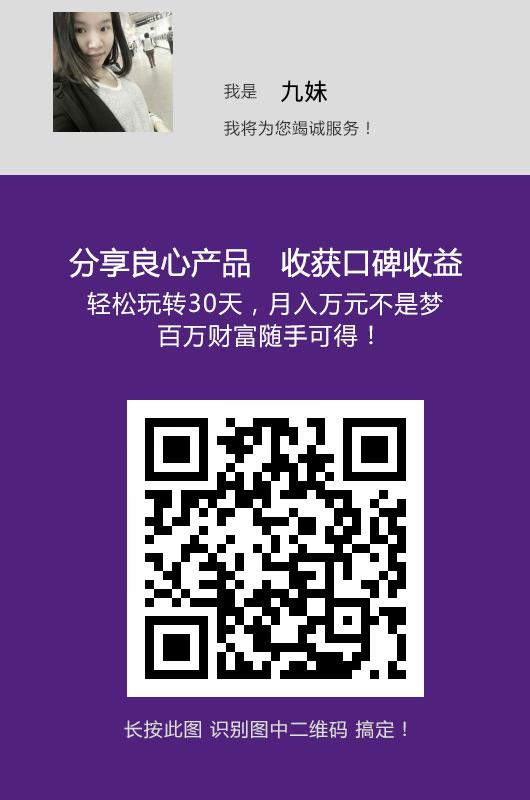 我是 九妹
我将为您竭诚服务！
分享良心产品 收获口碑收益
轻松玩转30天，月入万元不是梦
百万财富随手可得！
长按此图 识别图中二维码 搞定！